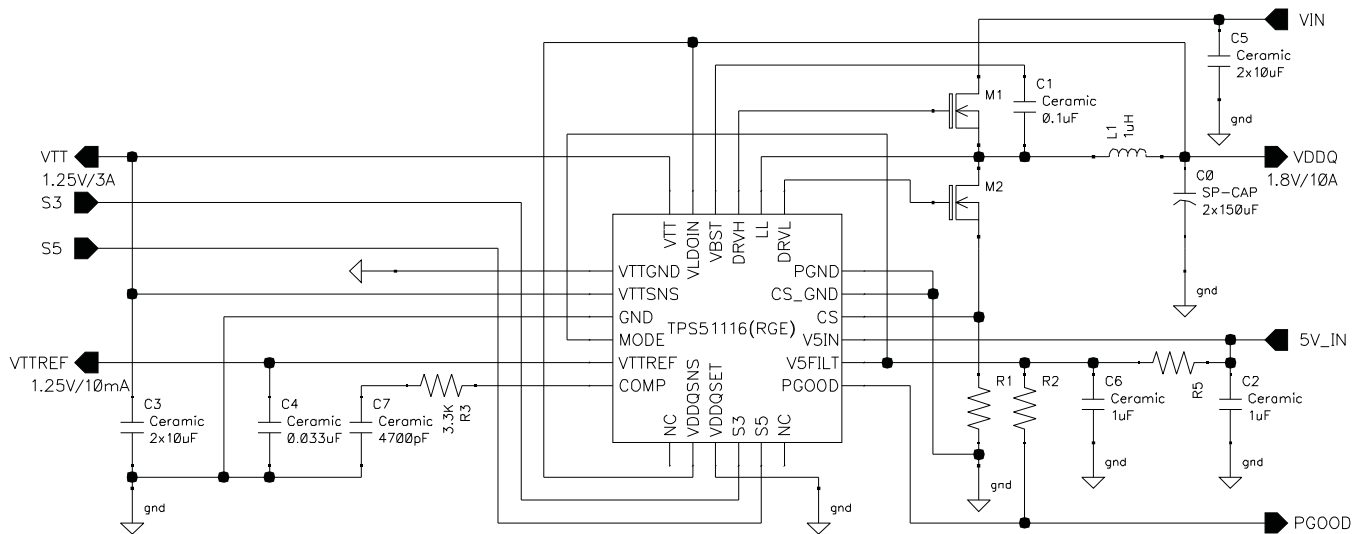 VIN
C5
Ceramic
2x10uF
gnd
M1
C1
Ceramic
0.1uF
L1
1uH
VTT
1.25V/3A
S3
S5
VDDQ
1.8V/10A
C0
SP-CAP
2x150uF
gnd
M2
VTT
VLDOIN
VBST
DRVH
LL
DRVL
VTTGND
VTTSNS
GND
MODE
VTTREF
COMP
TPS51116(RGE)
PGND
CS_GND
CS
V5IN
V5FILT
PGOOD
NC
VDDQSNS
VDDQSET
S3
S5
NC
5V_IN
VTTREF
1.25V/10mA
C3
Ceramic
2x10uF
C4
Ceramic
0.033uF
C7
Ceramic
4700pF
3.3K
R3
R1
R2
C6
Ceramic
1uF
R5
C2
Ceramic
1uF
gnd
gnd
gnd
gnd
gnd
PGOOD